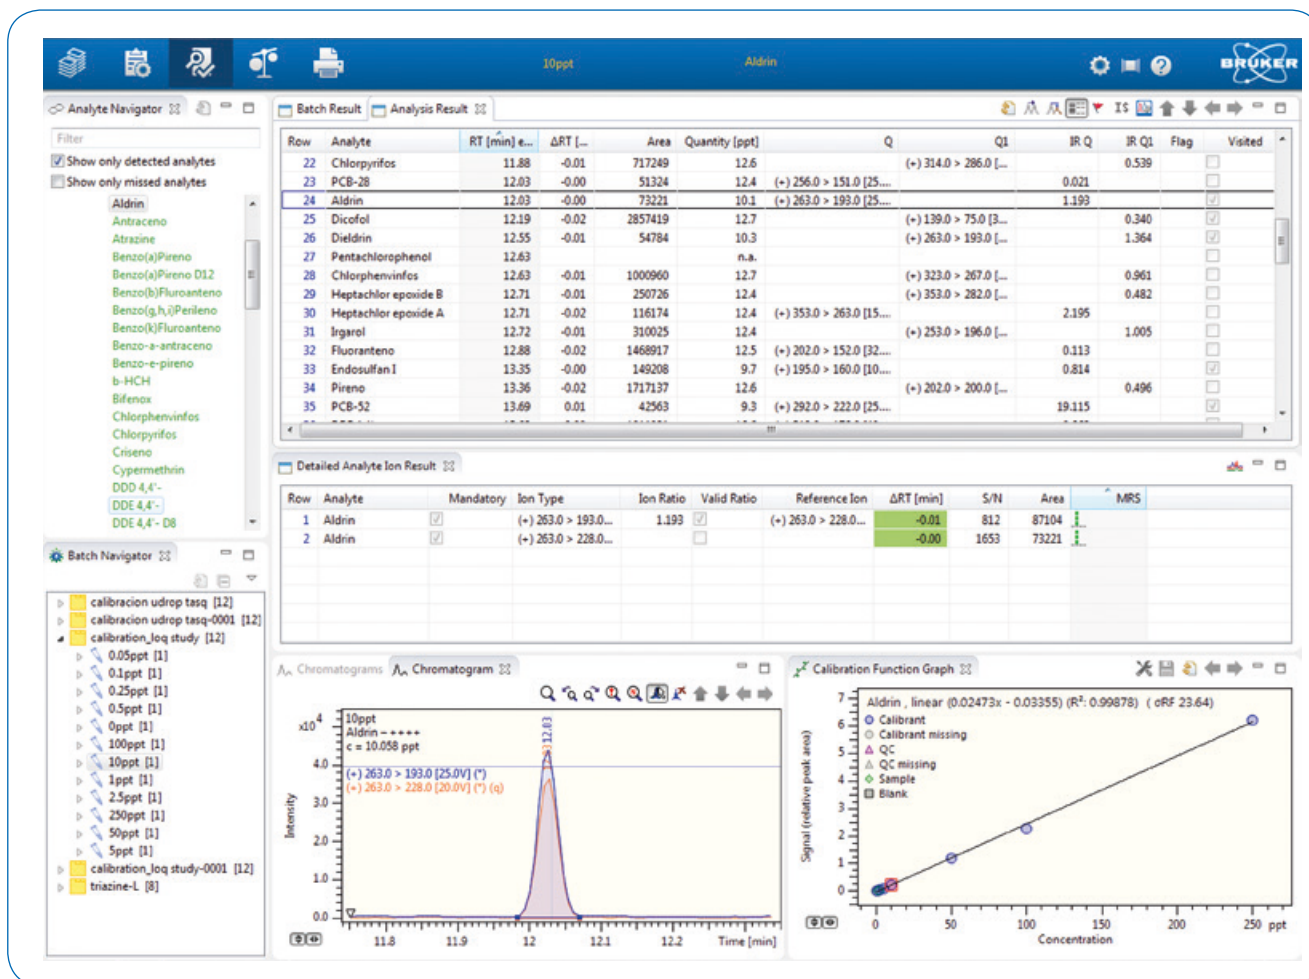 10ppt
Aldrin
BRUKER
Analyte Navigator
Filter
Show only detected analytes
Show only missed analytes
Aldrin
Antraceno
Atrazine
Benzo(a)Pireno
Benzo(a)Pireno D12
Benzo(b)Fluroanteno
Benzo(g,h,i)Perileno
Benzo(k)Fluroanteno
Benzo-a-antraceno
Benzo-e-pireno
b-HCH
Bifenox
Chlorphenvinfos
Chlorpyrifos
Criseno
Cypermethrin
DDD 4,4'-
DDE 4,4'-
DDE 4,4'- D8
Batch Result Analysis Result IS
Row Analyte RT [min] e... ΔRT [... Area Quantity [ppt] Q Q1 IR Q IR Q1 Flag Visited
22 Chlorpyrifos 11.88 -0.01 717249 12.6 (+) 314.0 > 286.0 [... 0.539
23 PCB-28 12.03 -0.00 51324 12.4 (+) 256.0 > 151.0 [25.... 0.021
24 Aldrin 12.03 -0.00 73221 10.1 (+) 263.0 > 193.0 [25.... 1.193
25 Dicofol 12.19 -0.02 2857419 12.7 (+) 139.0 > 75.0 [3... 0.340
26 Dieldrin 12.55 -0.01 54784 10.3 (+) 263.0 > 193.0 [... 1.364
27 Pentachlorophenol 12.63 n.a.
28 Chlorphenvinfos 12.63 -0.01 1000960 12.7 (+) 323.0 > 267.0 [... 0.961
29 Heptachlor epoxide B 12.71 -0.01 250726 12.4 (+) 353.0 > 282.0 [... 0.482
30 Heptachlor epoxide A 12.71 -0.02 116174 12.4 (+) 353.0 > 263.0 [15.... 2.195
31 Irgarol 12.72 -0.01 310025 12.4 (+) 253.0 > 196.0 [... 1.005
32 Fluoranteno 12.88 -0.02 1468917 12.5 (+) 202.0 > 152.0 [32.... 0.113
33 Endosulfan I 13.35 -0.00 149208 9.7 (+) 195.0 > 160.0 [10.... 0.814
34 Pireno 13.36 -0.02 1717137 12.6 (+) 202.0 > 200.0 [... 0.496
35 PCB-52 13.69 0.01 42563 9.3 (+) 292.0 > 222.0 [25.... 19.115
Detailed Analyte Ion Result
Row Analyte Mandatory Ion Type Ion Ratio Valid Ratio Reference Ion ΔRT [min] S/N Area MRS
1 Aldrin (+) 263.0 > 193.0... 1.193 (+) 263.0 > 228.0... -0.01 812 87104
2 Aldrin (+) 263.0 > 228.0... -0.00 1653 73221
Batch Navigator
calibracion udrop tasq [12]
calibracion udrop tasq-0001 [12]
calibration_loq study [12]
0.05ppt [1]
0.1ppt [1]
0.25ppt [1]
0.5ppt [1]
0ppt [1]
100ppt [1]
10ppt [1]
1ppt [1]
2.5ppt [1]
250ppt [1]
50ppt [1]
5ppt [1]
calibration_loq study-0001 [12]
triazine-L [8]
Chromatograms Chromatogram
x10^4
10ppt
Aldrin – ++++
c = 10.058 ppt
(+) 263.0 > 193.0 [25.0V] (*)
(+) 263.0 > 228.0 [20.0V] (*) (q)
12.03
4.0
3.0
2.0
1.0
0.0
Intensity
11.8 11.9 12 12.1 12.2 Time [min]
Calibration Function Graph
Aldrin , linear (0.02473x - 0.03355) (R²: 0.99878) ( σRF 23.64)
Calibrant
Calibrant missing
QC
QC missing
Sample
Blank
7
6
5
4
3
2
1
0
Signal (relative peak area)
0 50 100 150 200 250 ppt
Concentration